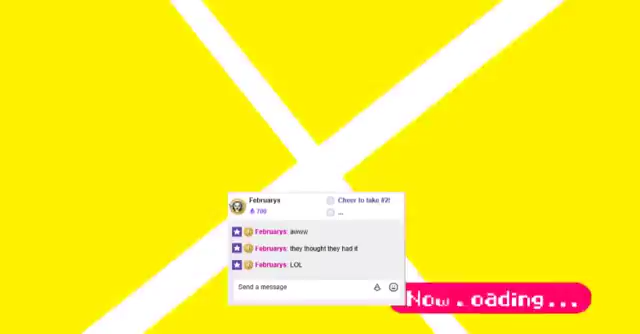 Februarys
700
Cheer to take #2!
...
Februarys: awww
Februarys: they thought they had it
Februarys: LOL
Send a message
Now Loading...